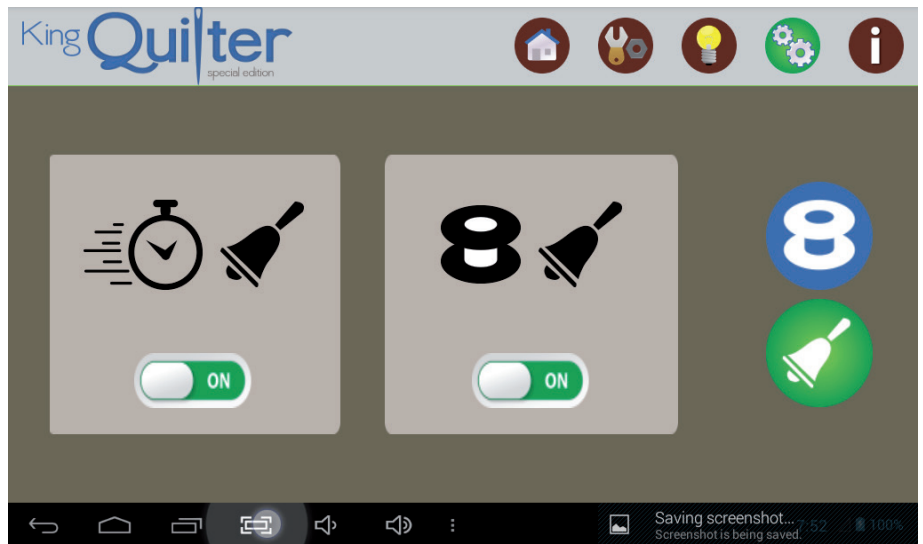 King Quilter
special edition
i
ON
ON
Saving screenshot...
7:52
100%
Screenshot is being saved.